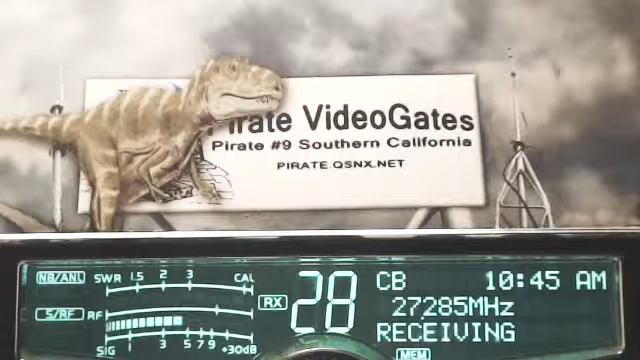 Pirate VideoGates
Pirate #9 Southern California
PIRATE.QSNX.NET
NB/ANL SWR 1.5 2 3 CAL
S/RF RF
SIG 1 3 5 7 9 +30dB
RX 28
CB 10:45 AM
27285MHz
RECEIVING
MEM